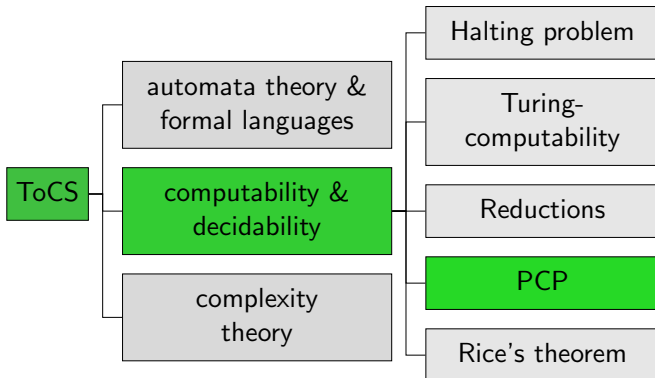 ToCS
automata theory &
formal languages
computability &
decidability
complexity
theory
Halting problem
Turing-
computability
Reductions
PCP
Rice's theorem